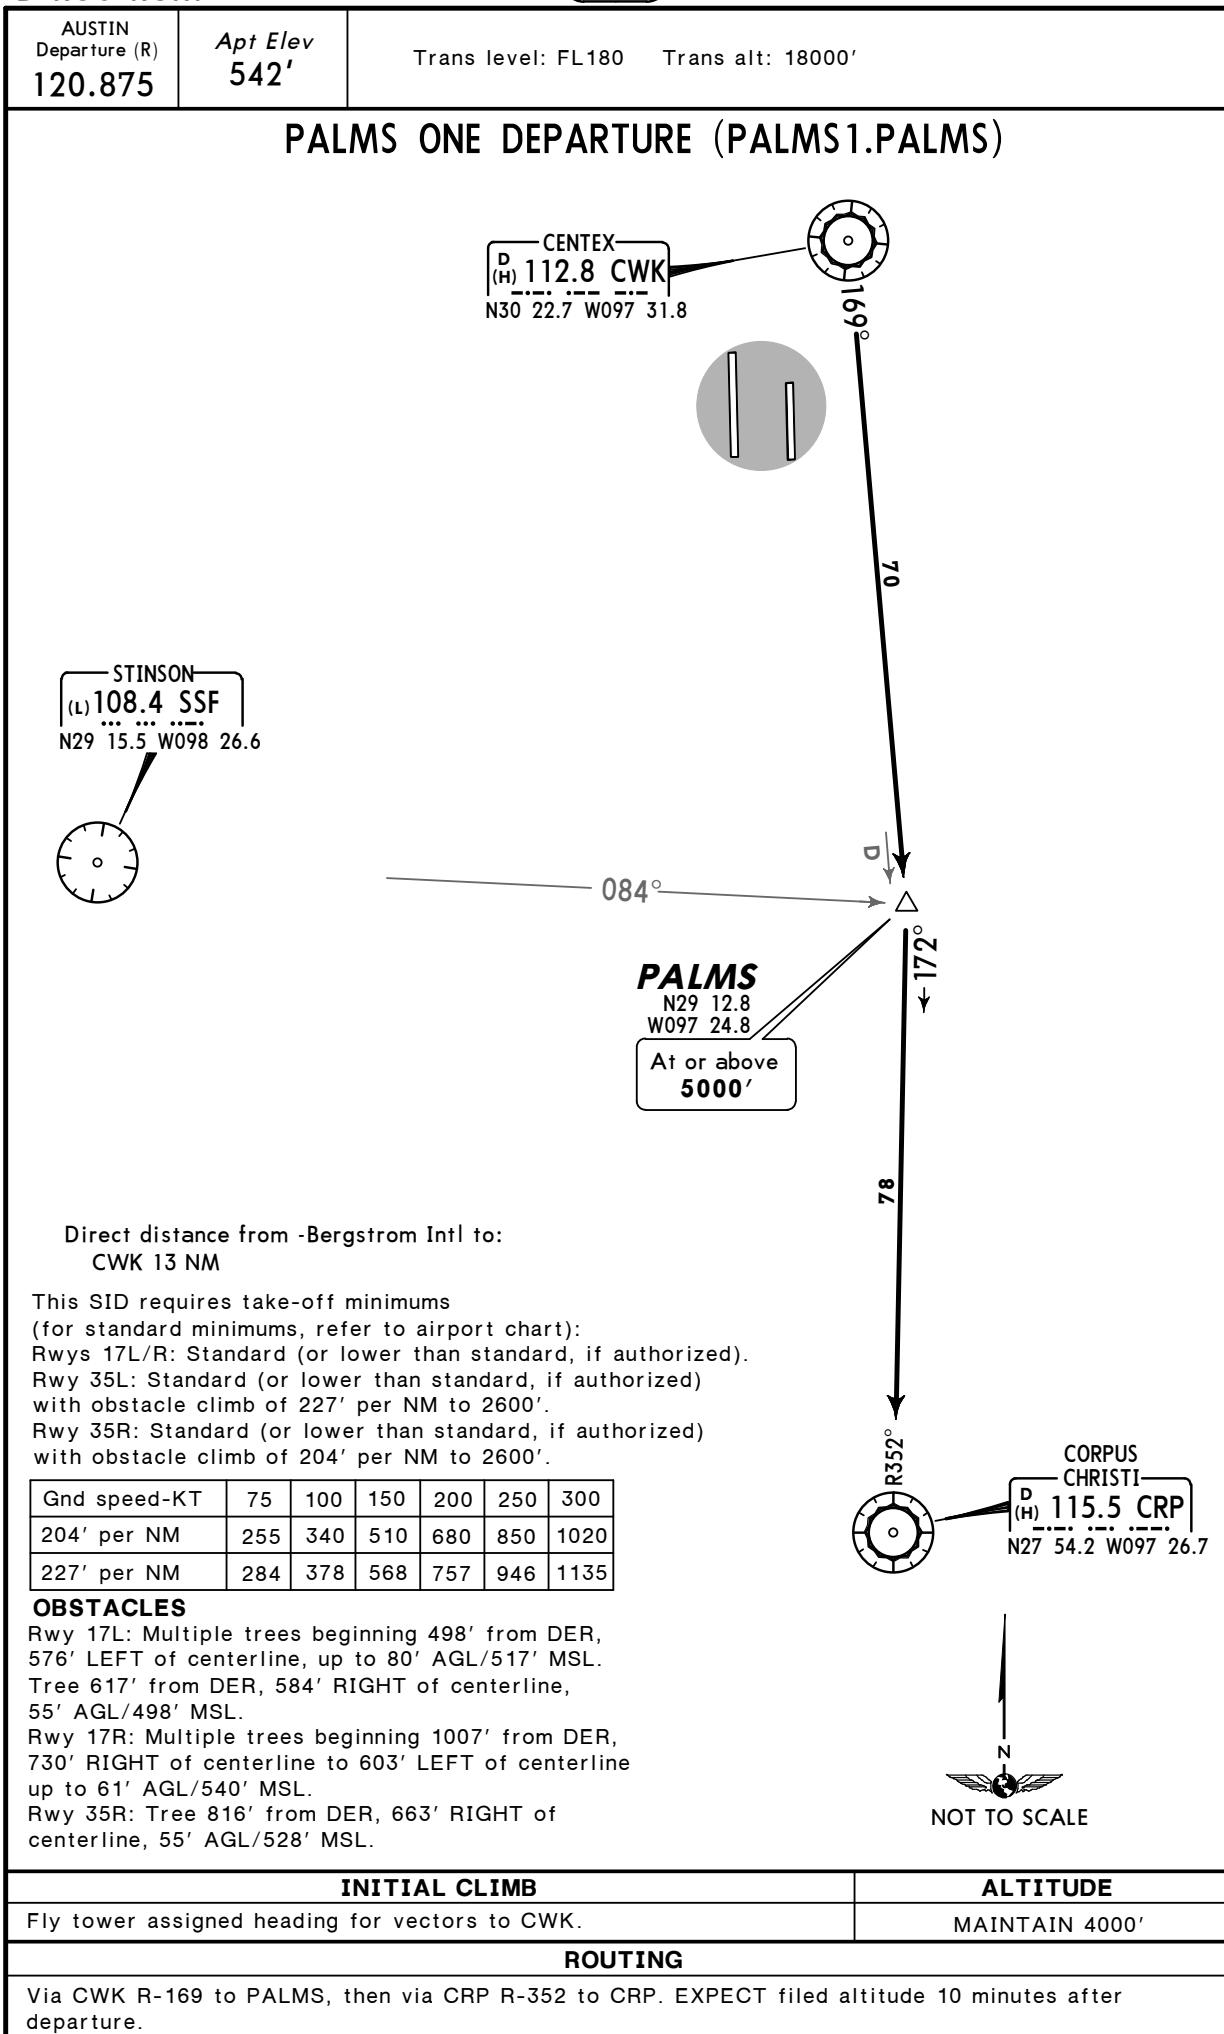 AUSTIN
Departure (R)
120.875
Apt Elev
542'
Trans level: FL180 Trans alt: 18000'
PALMS ONE DEPARTURE (PALMS1.PALMS)
CENTEX
D
(H) 112.8 CWK
N30 22.7 W097 31.8
169°
70
STINSON
(L) 108.4 SSF
N29 15.5 W098 26.6
D
084°
172°
PALMS
N29 12.8
W097 24.8
At or above
5000'
78
Direct distance from -Bergstrom Intl to:
CWK 13 NM
This SID requires take-off minimums
(for standard minimums, refer to airport chart):
Rwys 17L/R: Standard (or lower than standard, if authorized).
Rwy 35L: Standard (or lower than standard, if authorized)
with obstacle climb of 227' per NM to 2600'.
Rwy 35R: Standard (or lower than standard, if authorized)
with obstacle climb of 204' per NM to 2600'.
R352°
CORPUS
CHRISTI
D
(H) 115.5 CRP
N27 54.2 W097 26.7
Gnd speed-KT 75 100 150 200 250 300
204' per NM 255 340 510 680 850 1020
227' per NM 284 378 568 757 946 1135
OBSTACLES
Rwy 17L: Multiple trees beginning 498' from DER,
576' LEFT of centerline, up to 80' AGL/517' MSL.
Tree 617' from DER, 584' RIGHT of centerline,
55' AGL/498' MSL.
Rwy 17R: Multiple trees beginning 1007' from DER,
730' RIGHT of centerline to 603' LEFT of centerline
up to 61' AGL/540' MSL.
Rwy 35R: Tree 816' from DER, 663' RIGHT of
centerline, 55' AGL/528' MSL.
N
NOT TO SCALE
INITIAL CLIMB ALTITUDE
Fly tower assigned heading for vectors to CWK. MAINTAIN 4000'
ROUTING
Via CWK R-169 to PALMS, then via CRP R-352 to CRP. EXPECT filed altitude 10 minutes after
departure.